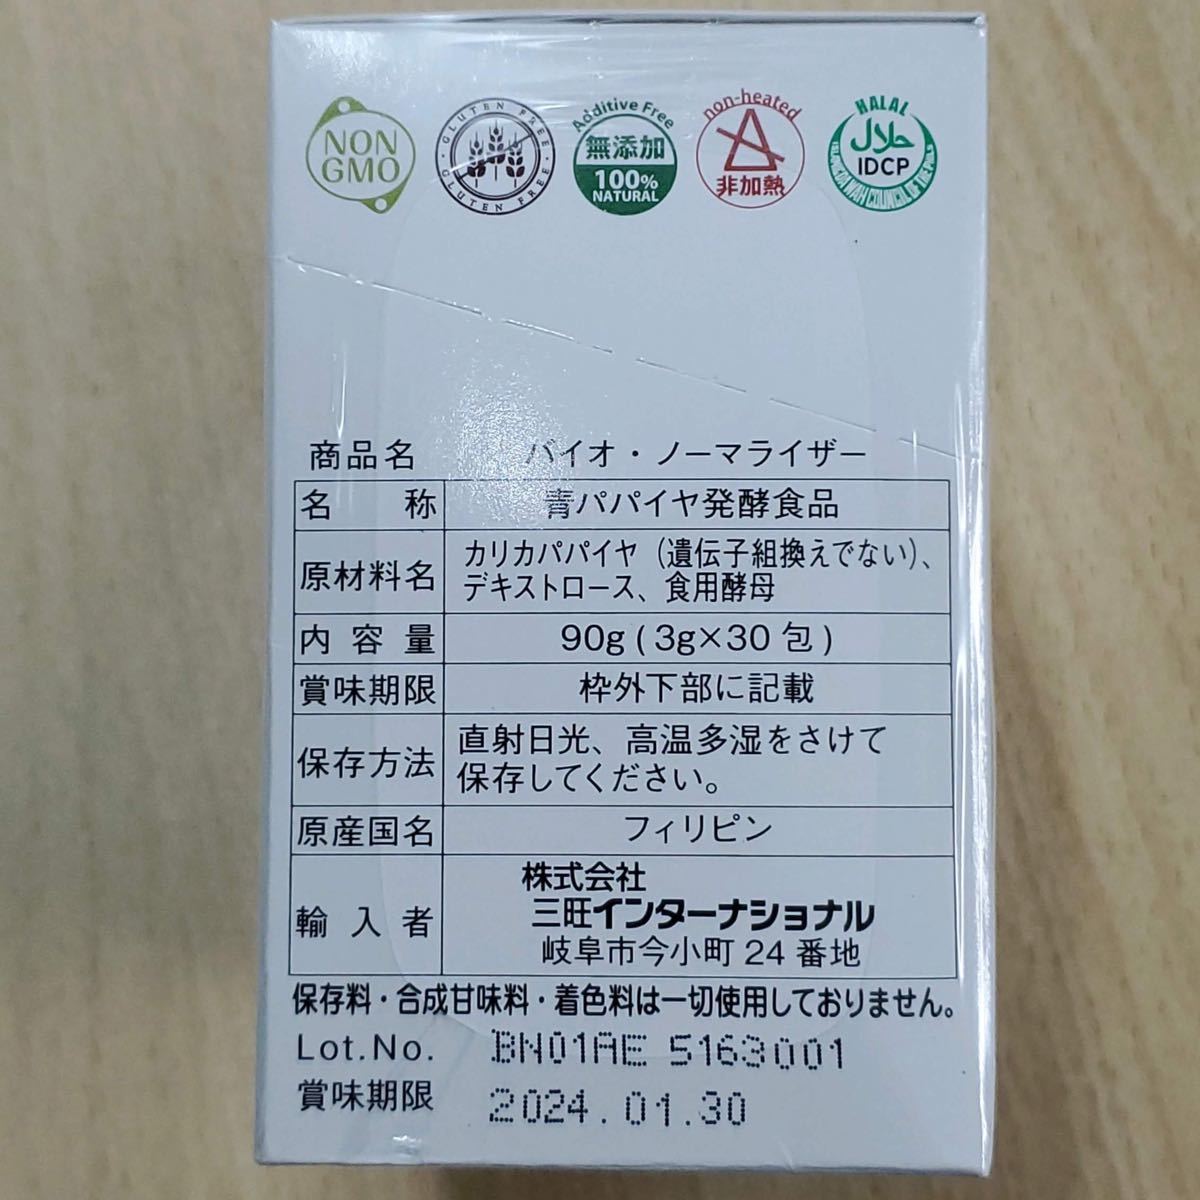 NON
GMO
GLUTEN FREE
GLUTEN FREE
Additive Free
無添加
100%
NATURAL
non-heated
非加熱
HALAL
حلال
IDCP
商品名 バイオ・ノーマライザー
名称 青パパイヤ発酵食品
原材料名 カリカパパイヤ（遺伝子組換えでない）、
デキストロース、食用酵母
内容量 90g ( 3g×30 包 )
賞味期限 枠外下部に記載
保存方法 直射日光、高温多湿をさけて
保存してください。
原産国名 フィリピン
輸入者 株式会社
三旺インターナショナル
岐阜市今小町 24 番地
保存料・合成甘味料・着色料は一切使用しておりません。
Lot.No. BN01AE 5163001
賞味期限 2024.01.30